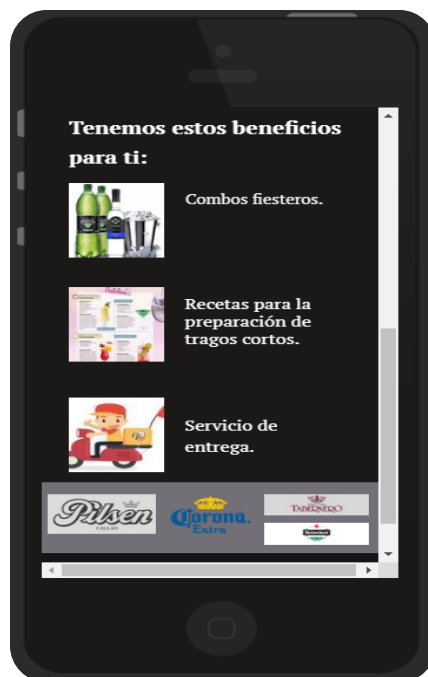 Tenemos estos beneficios
para ti:
Combos fiesteros.
Recetas para la
preparación de
tragos cortos.
Servicio de
entrega.
Pilsen
CALLAO
Corona.
Extra
TABERNERO
Heineken